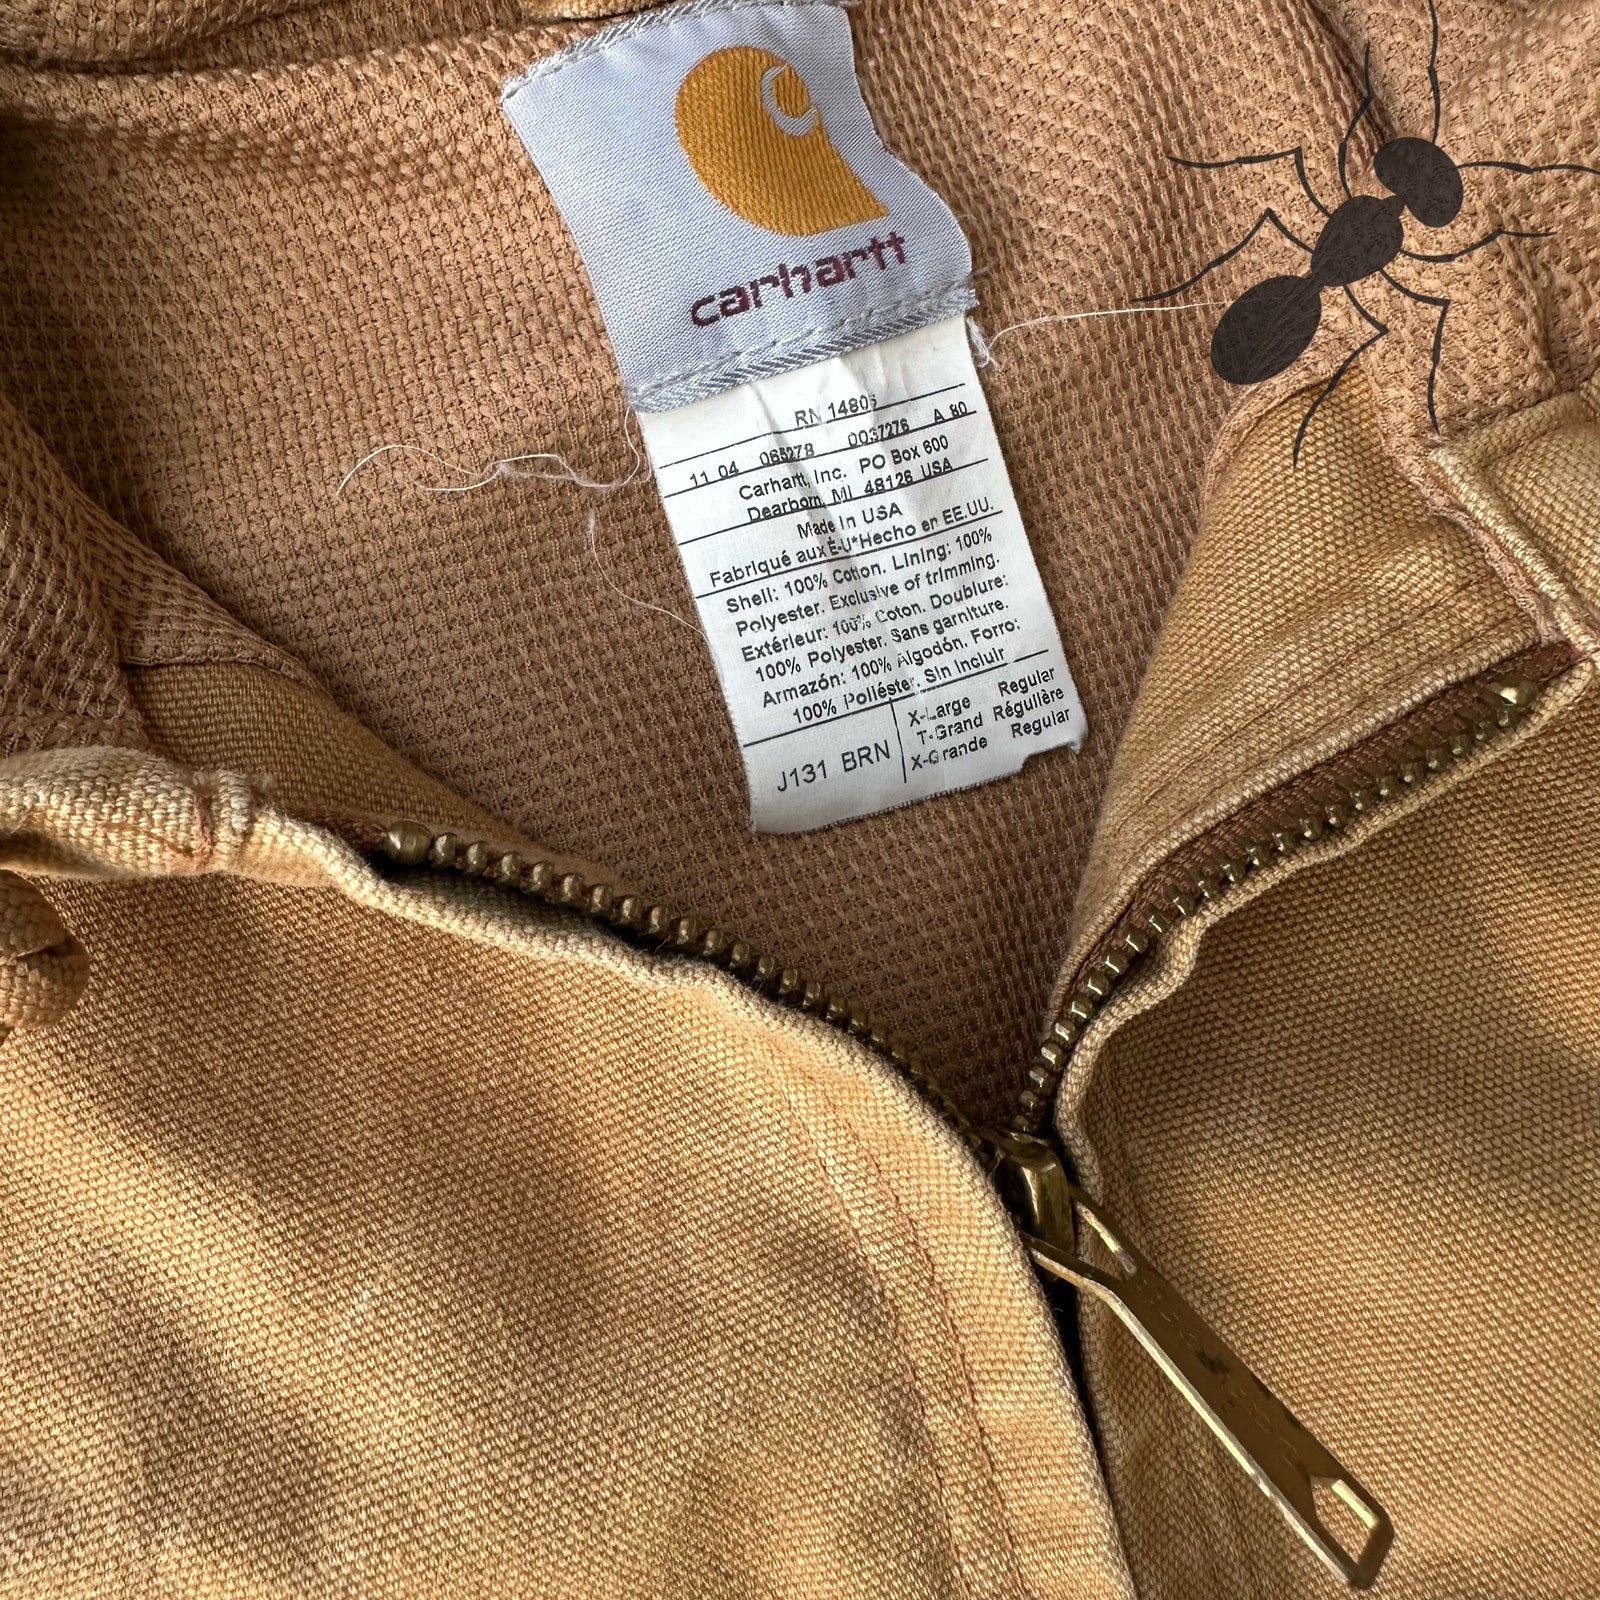 carhartt
RN 14806
11 04 065278 0037276 A 80
Carhartt, Inc. PO Box 600
Dearborn, MI 48126 USA
Made in USA
Fabriqué aux É-U*Hecho en EE.UU.
Shell: 100% Cotton. Lining: 100%
Polyester. Exclusive of trimming.
Extérieur: 100% Coton. Doublure:
100% Polyester. Sans garniture.
Armazón: 100% Algodón. Forro:
100% Poliéster. Sin incluir
J131 BRN
X-Large Regular
T-Grand Régulière
X-Grande Regular